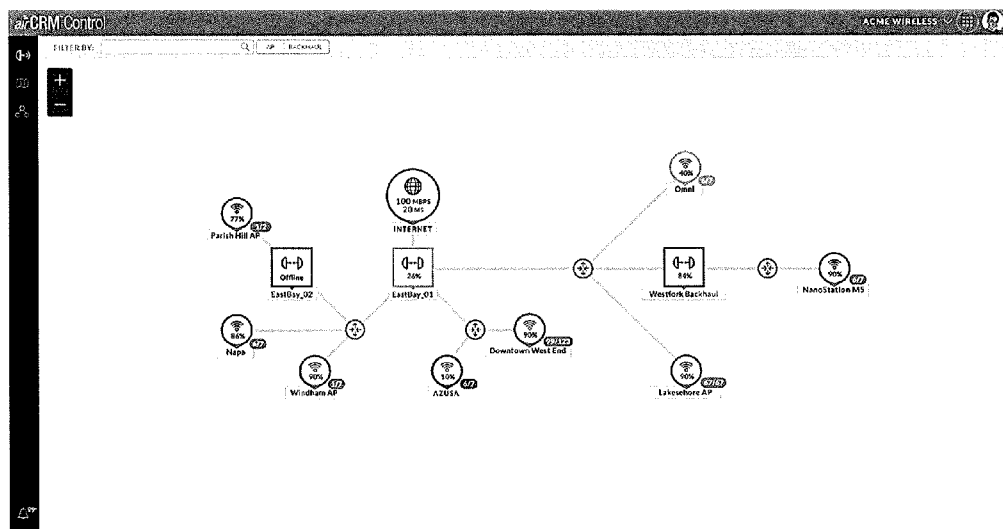 airCRM Control
ACME WIRELESS
FILTER BY:
AP BACKHAUL
+
−
40%
Omni
100 MBPS
20 MS
INTERNET
77%
Parish Hill AP
Offline
EastBay_02
26%
EastBay_01
84%
Westfork Backhaul
90%
NanoStation M5
86%
Napa
90%
Downtown West End
90%
Windham AP
10%
6/7
AZUSA
90%
Lakeshore AP